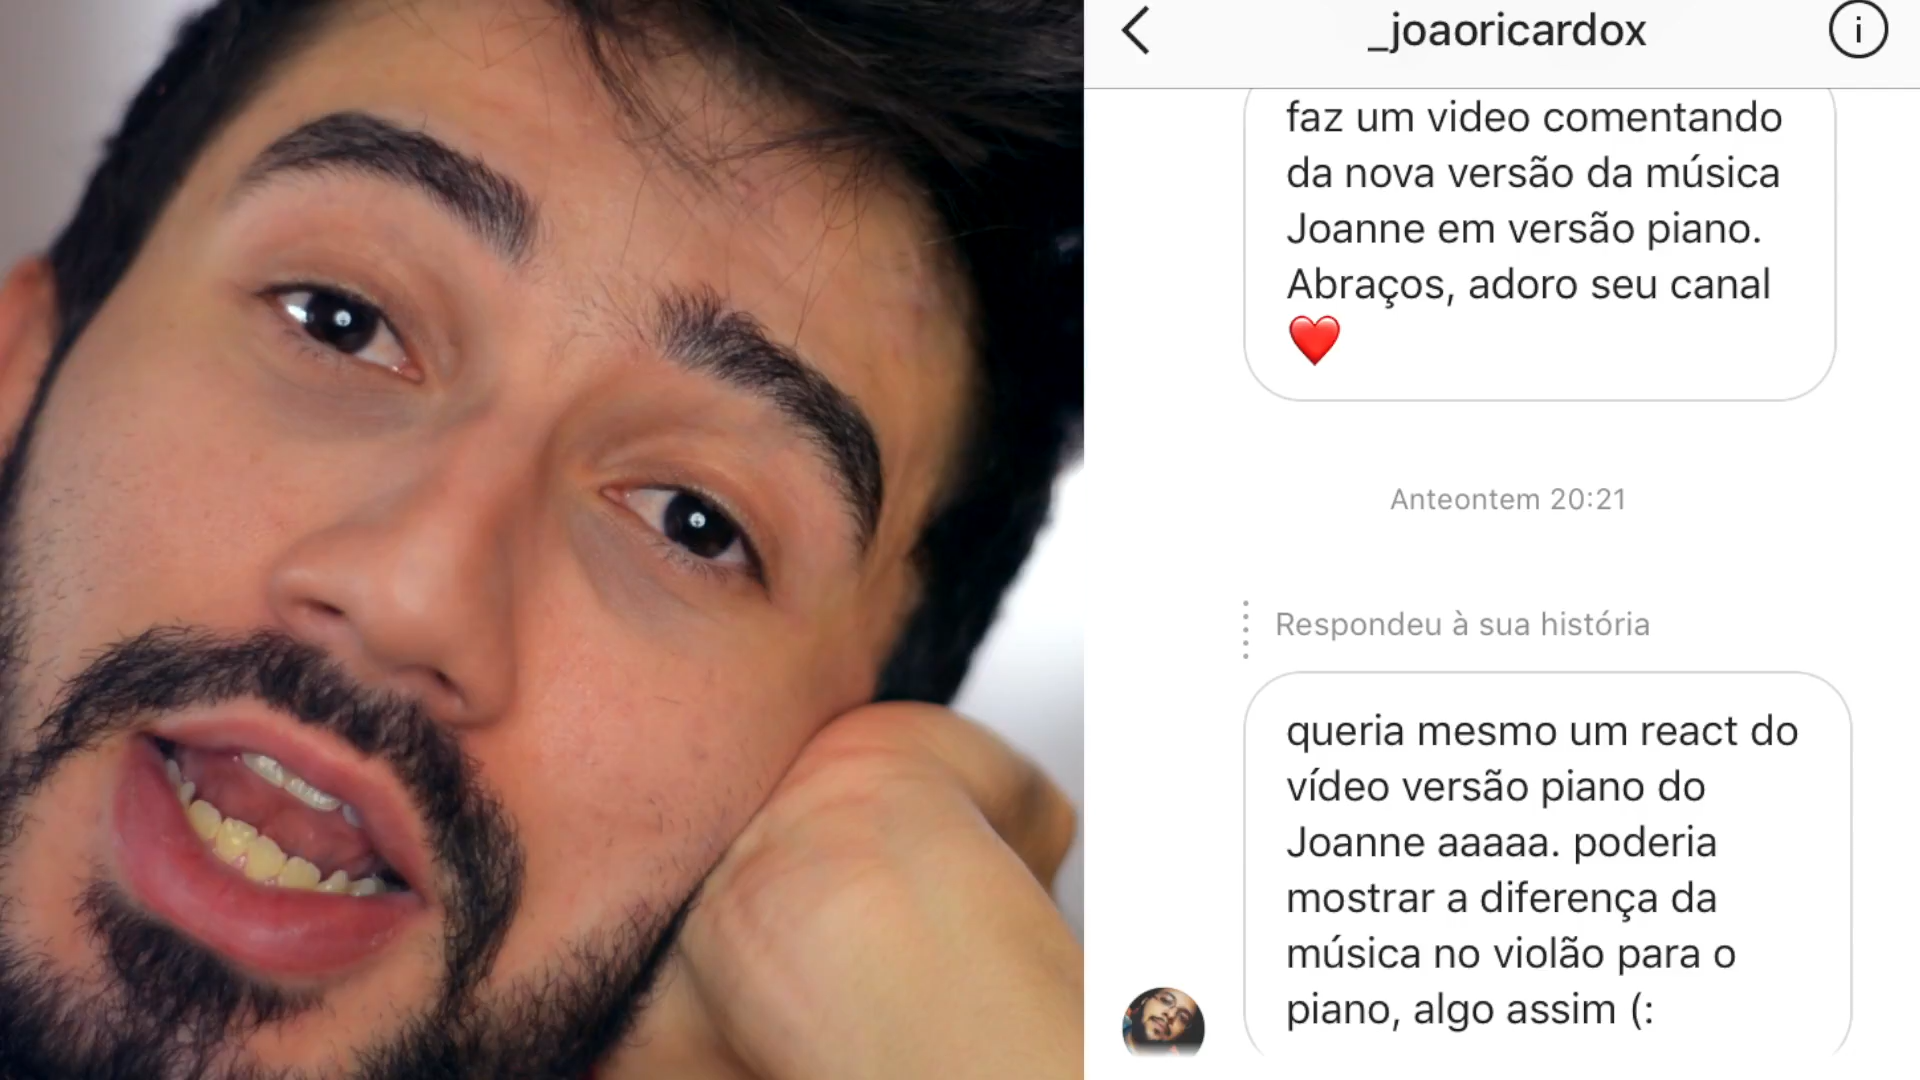 _joaoricardox
faz um video comentando
da nova versão da música
Joanne em versão piano.
Abraços, adoro seu canal
❤️
Anteontem 20:21
Respondeu à sua história
queria mesmo um react do
vídeo versão piano do
Joanne aaaaa. poderia
mostrar a diferença da
música no violão para o
piano, algo assim (: